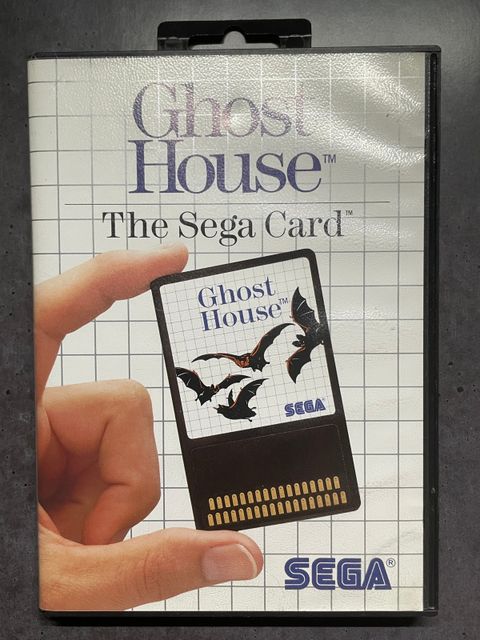 Ghost
House™
The Sega Card™
Ghost
House™
SEGA
SEGA®